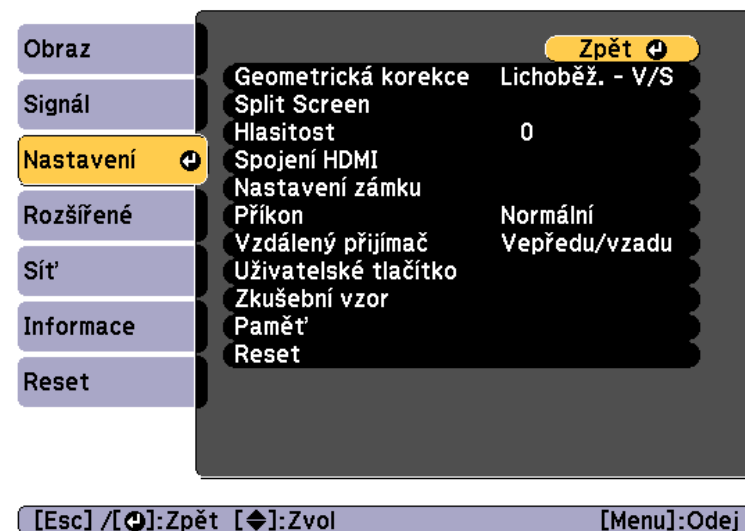 Obraz
Signál
Nastavení
Rozšířené
Síť
Informace
Reset
Zpět
Geometrická korekce Lichoběž. - V/S
Split Screen
Hlasitost 0
Spojení HDMI
Nastavení zámku
Příkon Normální
Vzdálený přijímač Vepředu/vzadu
Uživatelské tlačítko
Zkušební vzor
Paměť
Reset
[Esc] /[]:Zpět []:Zvol [Menu]:Odej